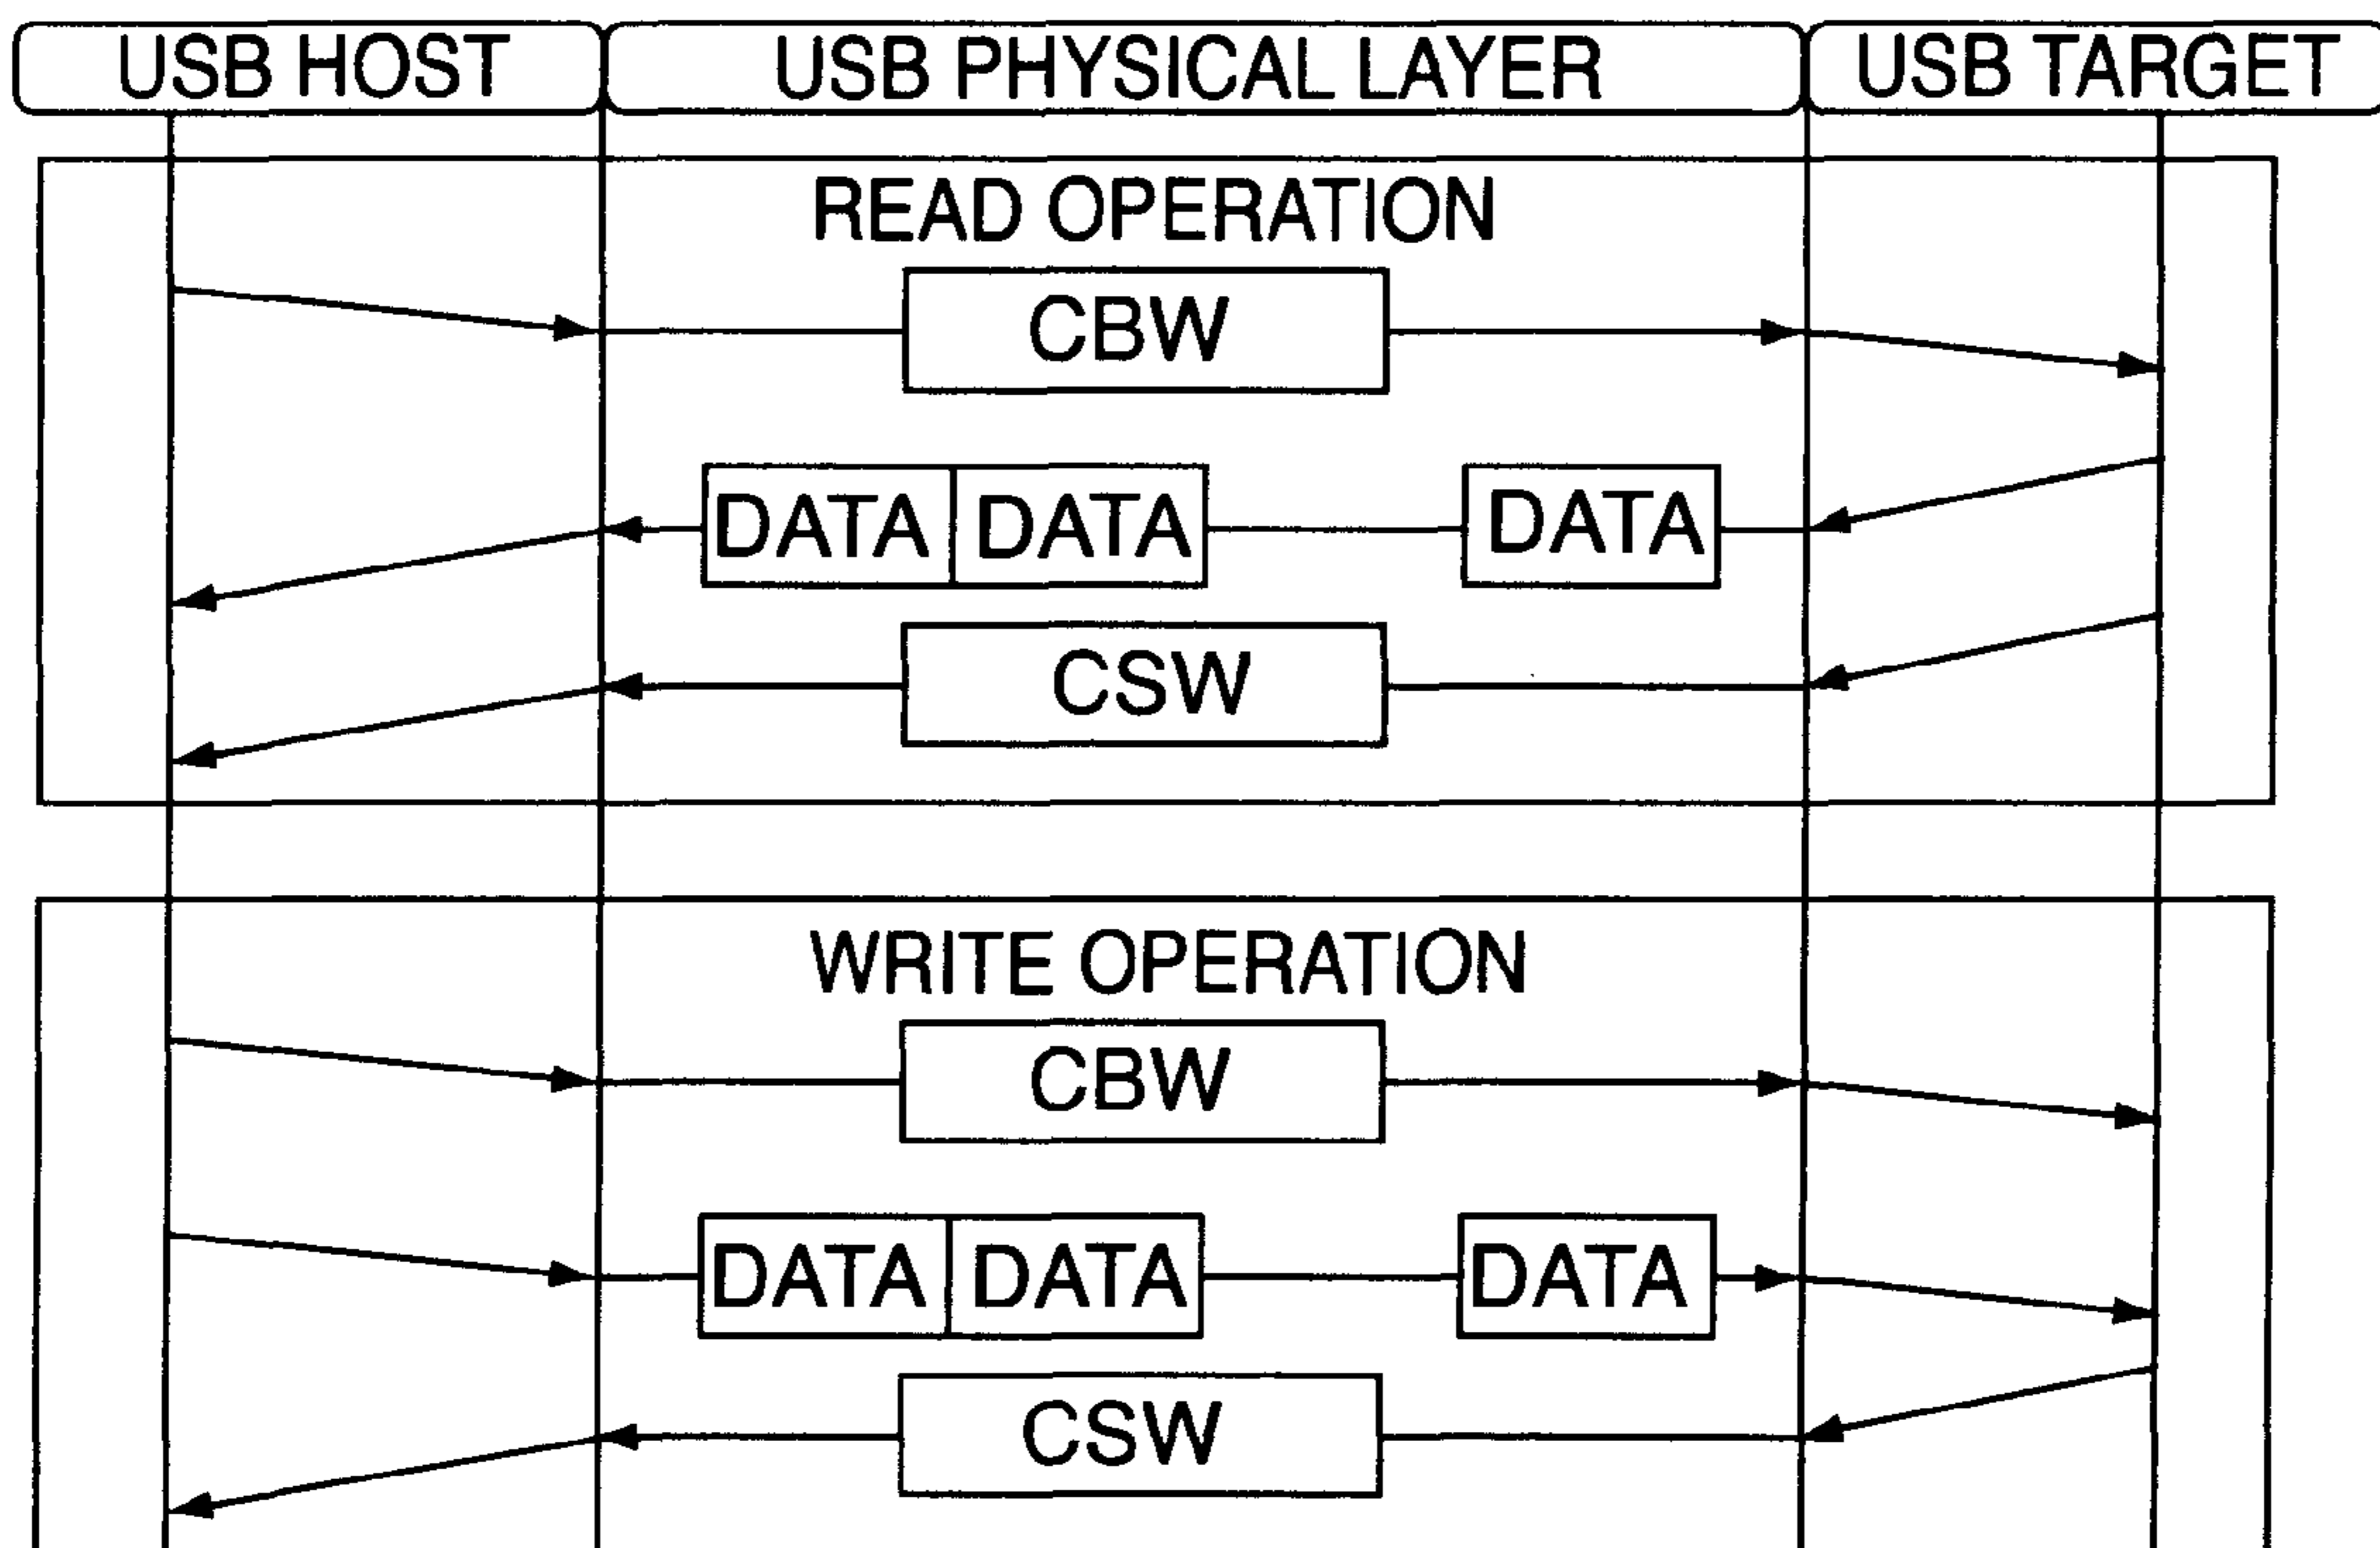 USB HOST USB PHYSICAL LAYER USB TARGET
READ OPERATION
CBW
DATA DATA DATA
CSW
WRITE OPERATION
CBW
DATA DATA DATA
CSW